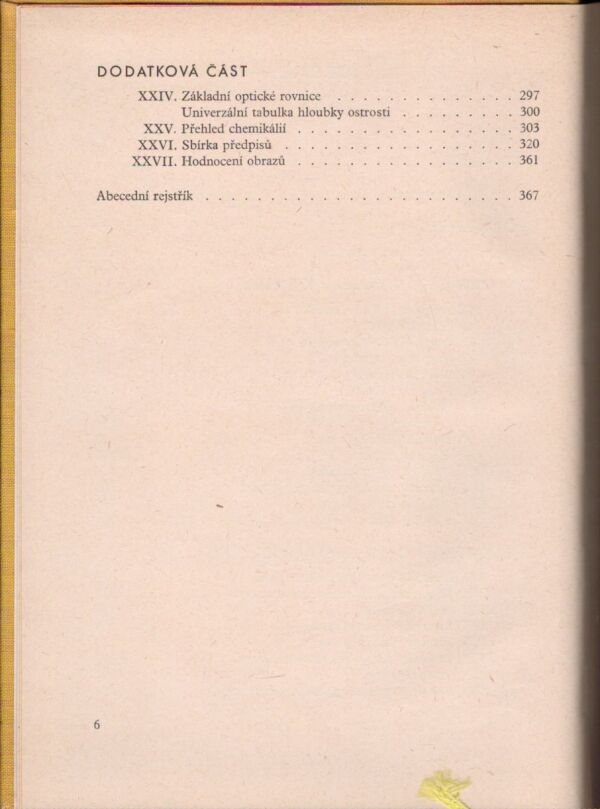 DODATKOVÁ ČÁST
XXIV. Základní optické rovnice . . . . . . . . . . . . . . 297
Univerzální tabulka hloubky ostrosti . . . . . . . . . 300
XXV. Přehled chemikálií . . . . . . . . . . . . . . . . . 303
XXVI. Sbírka předpisů . . . . . . . . . . . . . . . . . . 320
XXVII. Hodnocení obrazů . . . . . . . . . . . . . . . . . 361
Abecední rejstřík . . . . . . . . . . . . . . . . . . . . . . . 367
6